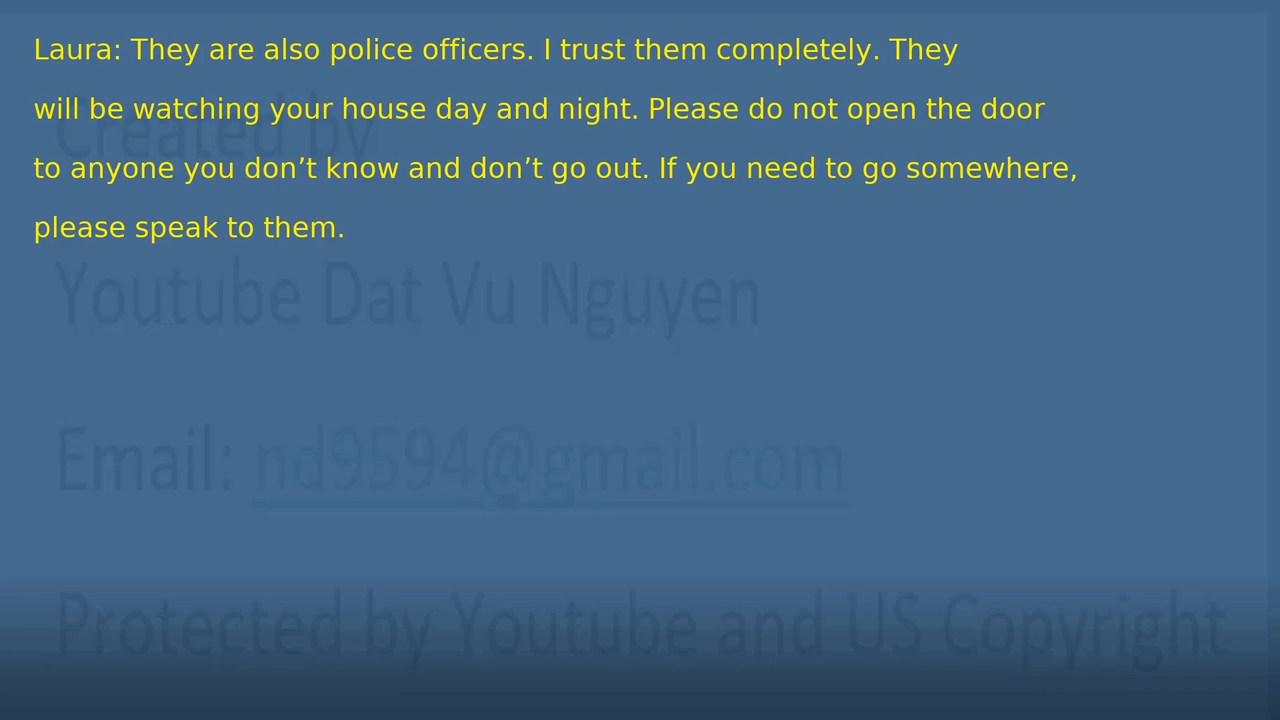 Laura: They are also police officers. I trust them completely. They
will be watching your house day and night. Please do not open the door
Created by
to anyone you don’t know and don’t go out. If you need to go somewhere,
please speak to them.
Youtube Dat Vu Nguyen
Email: nd9594@gmail.com
Protected by Youtube and US Copyright